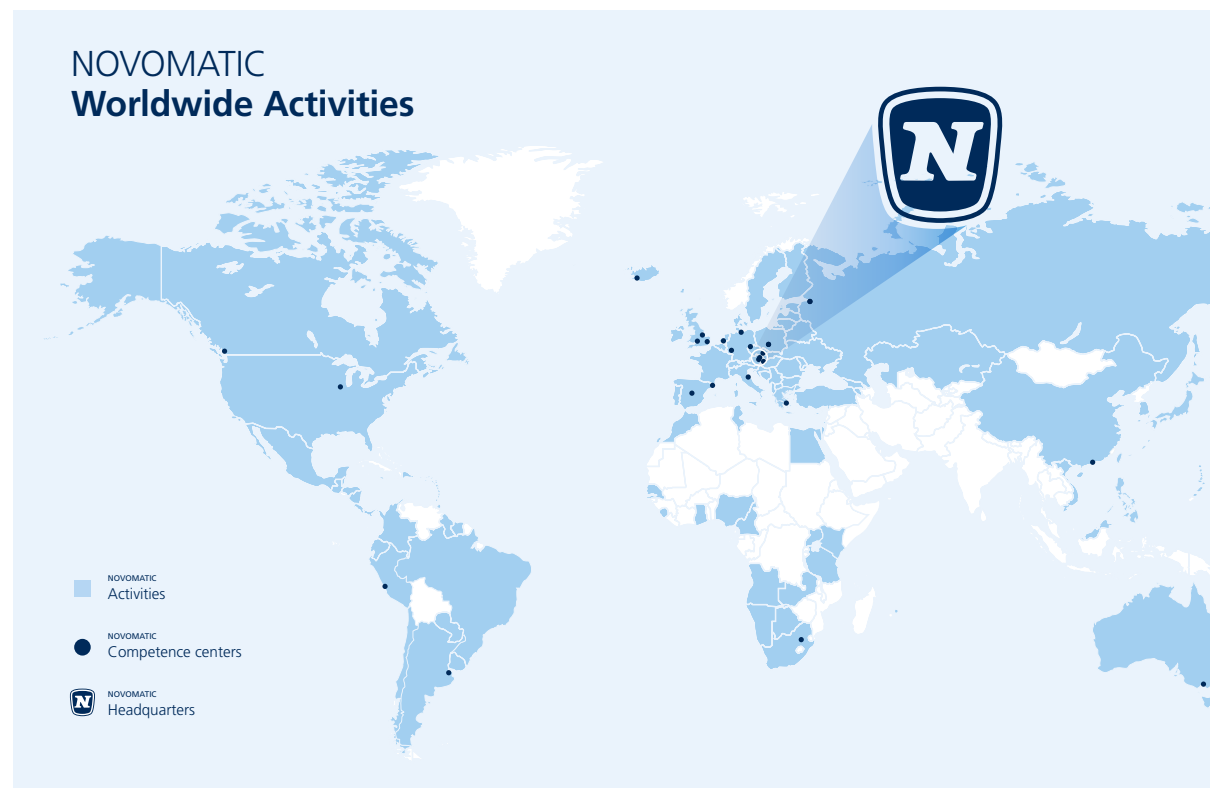 NOVOMATIC
Worldwide Activities
N
NOVOMATIC
Activities
NOVOMATIC
Competence centers
N
NOVOMATIC
Headquarters